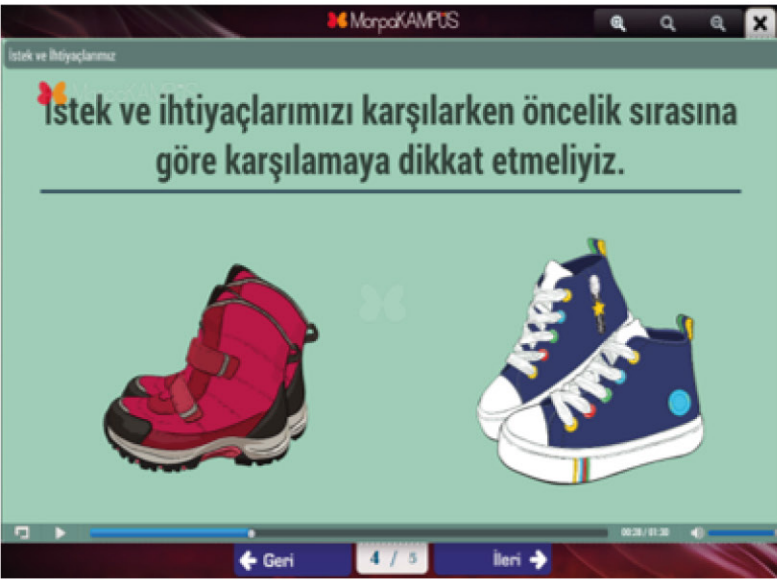 MorpaKAMPÜS
İstek ve İhtiyaçlarımız
MorpaKAMPÜS
İstek ve ihtiyaçlarımızı karşılarken öncelik sırasına
göre karşılamaya dikkat etmeliyiz.
00:28 / 01:30
Geri
4 / 5
İleri